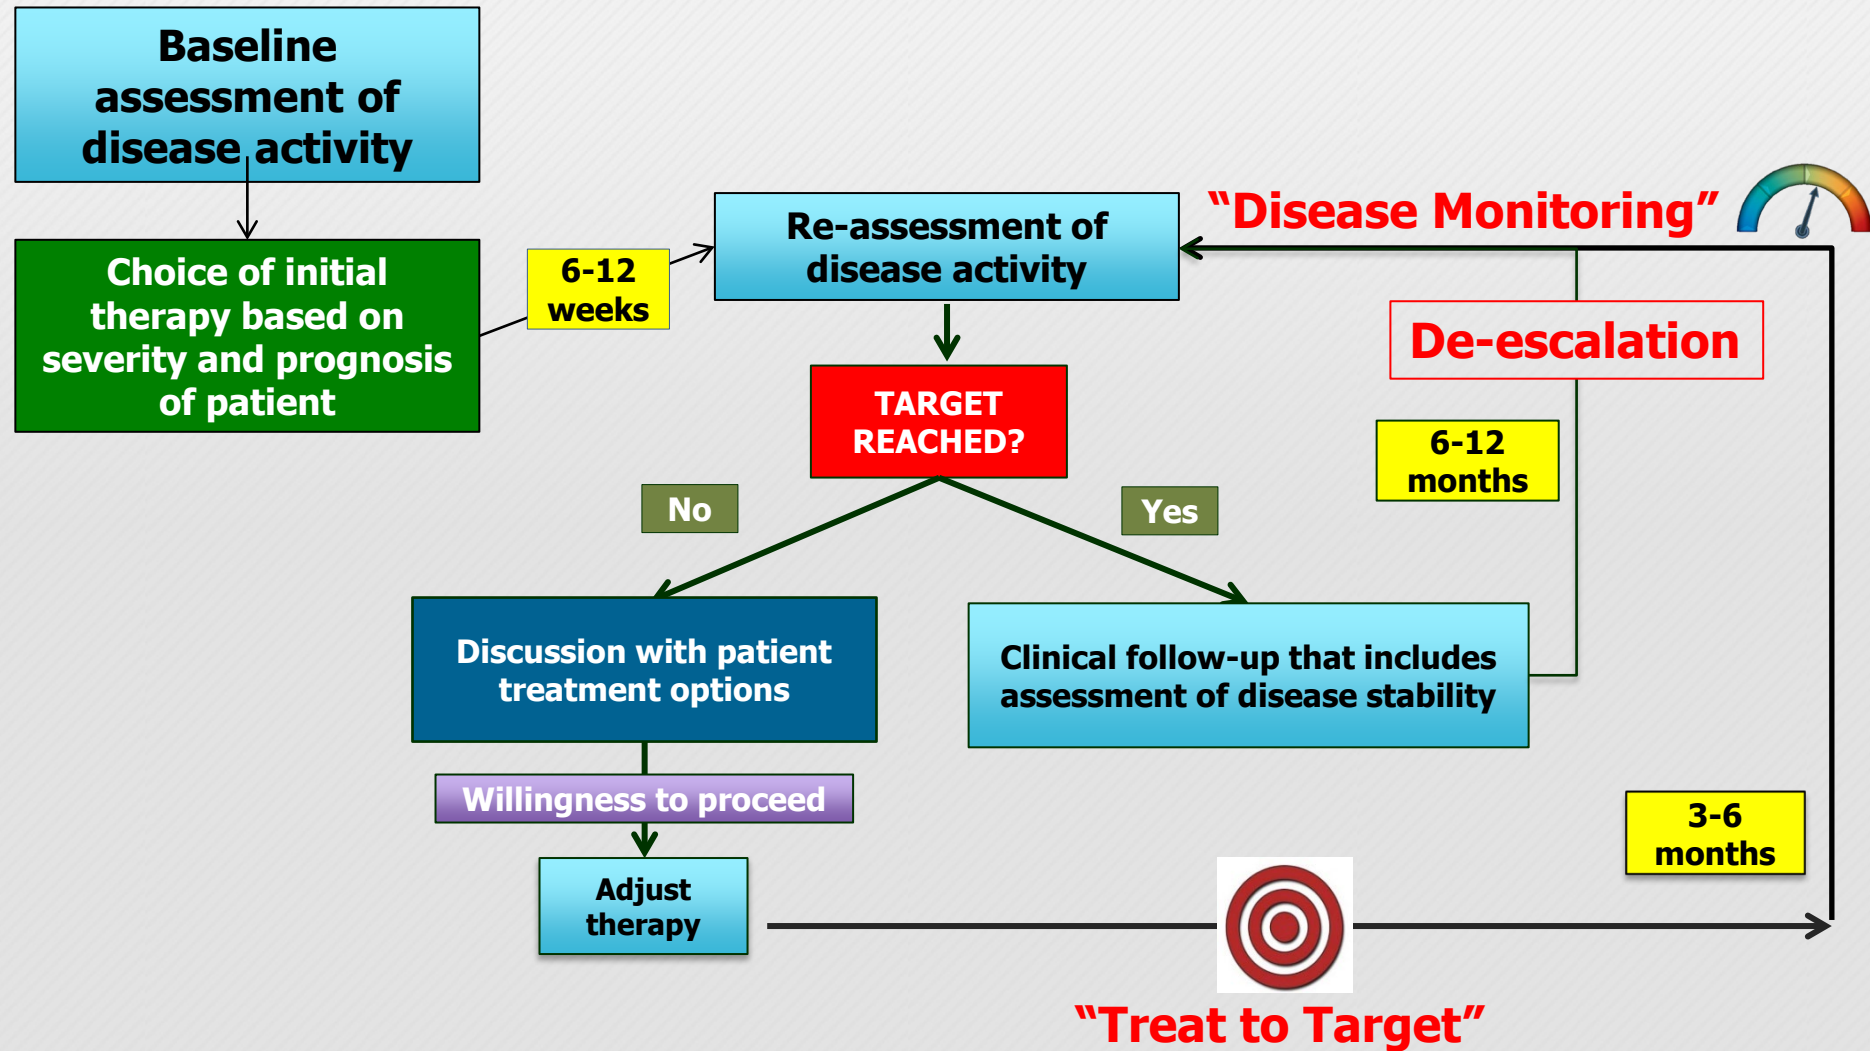 Baseline
assessment of
disease activity
Choice of initial
therapy based on
severity and prognosis
of patient
6-12
weeks
Re-assessment of
disease activity
“Disease Monitoring”
De-escalation
TARGET
REACHED?
6-12
months
No
Yes
Discussion with patient
treatment options
Clinical follow-up that includes
assessment of disease stability
Willingness to proceed
Adjust
therapy
3-6
months
“Treat to Target”